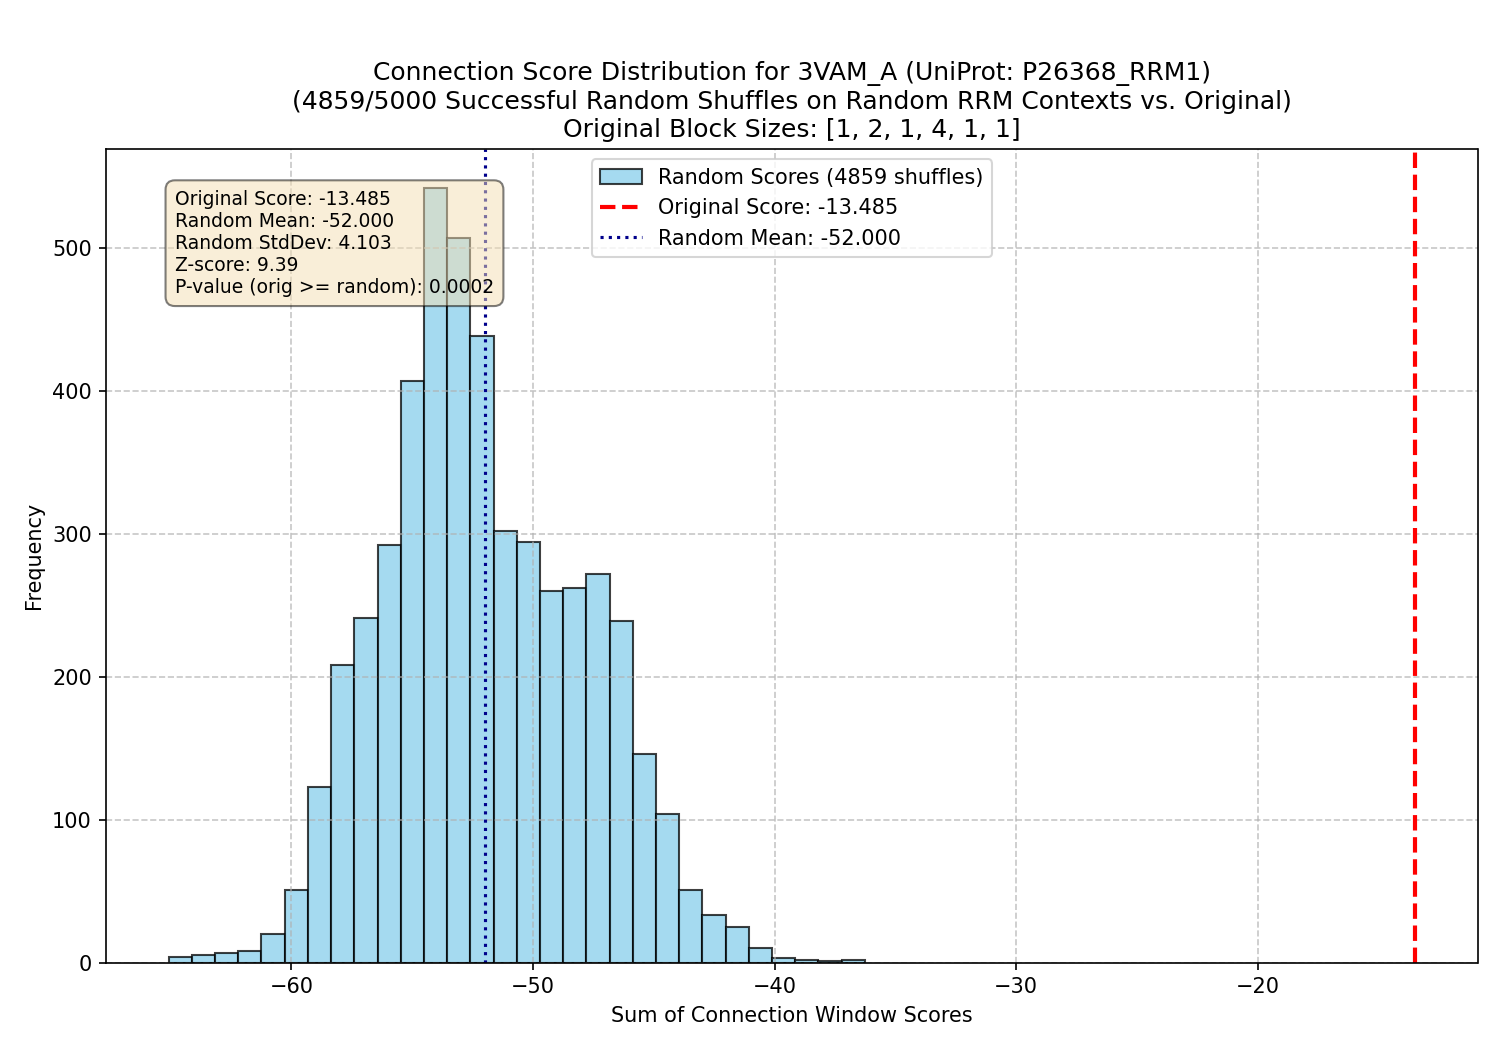 Connection Score Distribution for 3VAM_A (UniProt: P26368_RRM1)
(4859/5000 Successful Random Shuffles on Random RRM Contexts vs. Original)
Original Block Sizes: [1, 2, 1, 4, 1, 1]
Original Score: -13.485
Random Mean: -52.000
Random StdDev: 4.103
Z-score: 9.39
P-value (orig >= random): 0.0002
Random Scores (4859 shuffles)
Original Score: -13.485
Random Mean: -52.000
Frequency
500
400
300
200
100
0
−60
−50
−40
−30
−20
Sum of Connection Window Scores